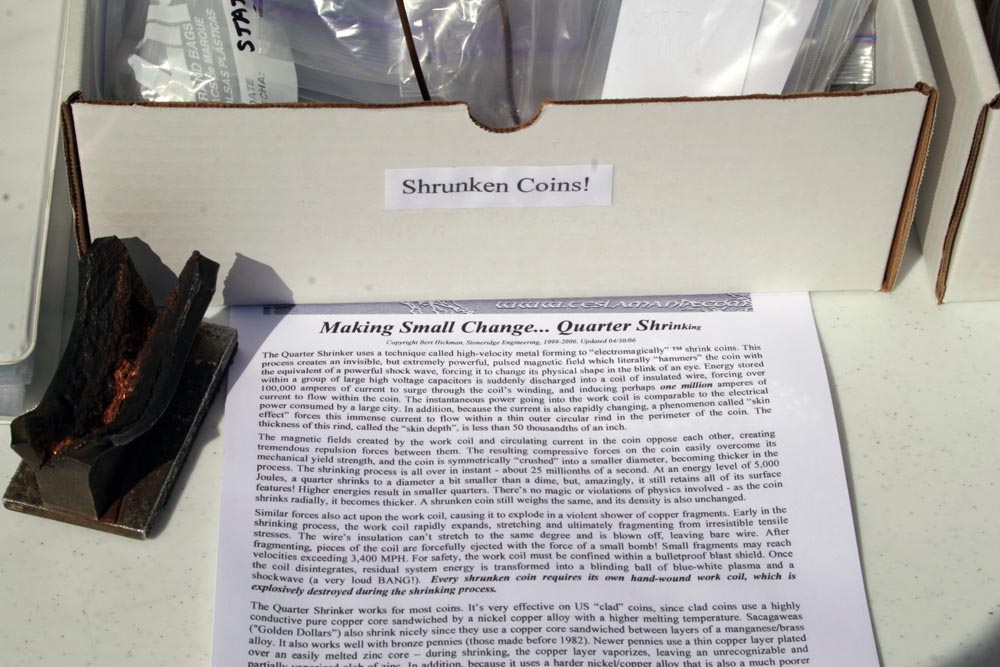 STAT
BAGS
MARQUE
Shrunken Coins!
www.teslamania.com
Making Small Change... Quarter Shrinking
Copyright Bert Hickman, Stoneridge Engineering, 1999-2006, Updated 04/30/06
The Quarter Shrinker uses a technique called high-velocity metal forming to "electromagically" ™ shrink coins. This
process creates an invisible, but extremely powerful, pulsed magnetic field which literally "hammers" the coin with
the equivalent of a powerful shock wave, forcing it to change its physical shape in the blink of an eye. Energy stored
within a group of large high voltage capacitors is suddenly discharged into a coil of insulated wire, forcing over
100,000 amperes of current to surge through the coil's winding, and inducing perhaps one million amperes of
current to flow within the coin. The instantaneous power going into the work coil is comparable to the electrical
power consumed by a large city. In addition, because the current is also rapidly changing, a phenomenon called "skin
effect" forces this immense current to flow within a thin outer circular rind in the perimeter of the coin. The
thickness of this rind, called the "skin depth", is less than 50 thousandths of an inch.
The magnetic fields created by the work coil and circulating current in the coin oppose each other, creating
tremendous repulsion forces between them. The resulting compressive forces on the coin easily overcome its
mechanical yield strength, and the coin is symmetrically "crushed" into a smaller diameter, becoming thicker in the
process. The shrinking process is all over in instant - about 25 millionths of a second. At an energy level of 5,000
Joules, a quarter shrinks to a diameter a bit smaller than a dime, but, amazingly, it still retains all of its surface
features! Higher energies result in smaller quarters. There's no magic or violations of physics involved - as the coin
shrinks radially, it becomes thicker. A shrunken coin still weighs the same, and its density is also unchanged.
Similar forces also act upon the work coil, causing it to explode in a violent shower of copper fragments. Early in the
shrinking process, the work coil rapidly expands, stretching and ultimately fragmenting from irresistible tensile
stresses. The wire's insulation can't stretch to the same degree and is blown off, leaving bare wire. After
fragmenting, pieces of the coil are forcefully ejected with the force of a small bomb! Small fragments may reach
velocities exceeding 3,400 MPH. For safety, the work coil must be confined within a bulletproof blast shield. Once
the coil disintegrates, residual system energy is transformed into a blinding ball of blue-white plasma and a
shockwave (a very loud BANG!). Every shrunken coin requires its own hand-wound work coil, which is
explosively destroyed during the shrinking process.
The Quarter Shrinker works for most coins. It's very effective on US "clad" coins, since clad coins use a highly
conductive pure copper core sandwiched by a nickel copper alloy with a higher melting temperature. Sacagaweas
("Golden Dollars") also shrink nicely since they use a copper core sandwiched between layers of a manganese/brass
alloy. It also works well with bronze pennies (those made before 1982). Newer pennies use a thin copper layer plated
over an easily melted zinc core – during shrinking, the copper layer vaporizes, leaving an unrecognizable and
partially vaporized slab of zinc. In addition, because it uses a harder nickel/copper alloy that is also a much poorer